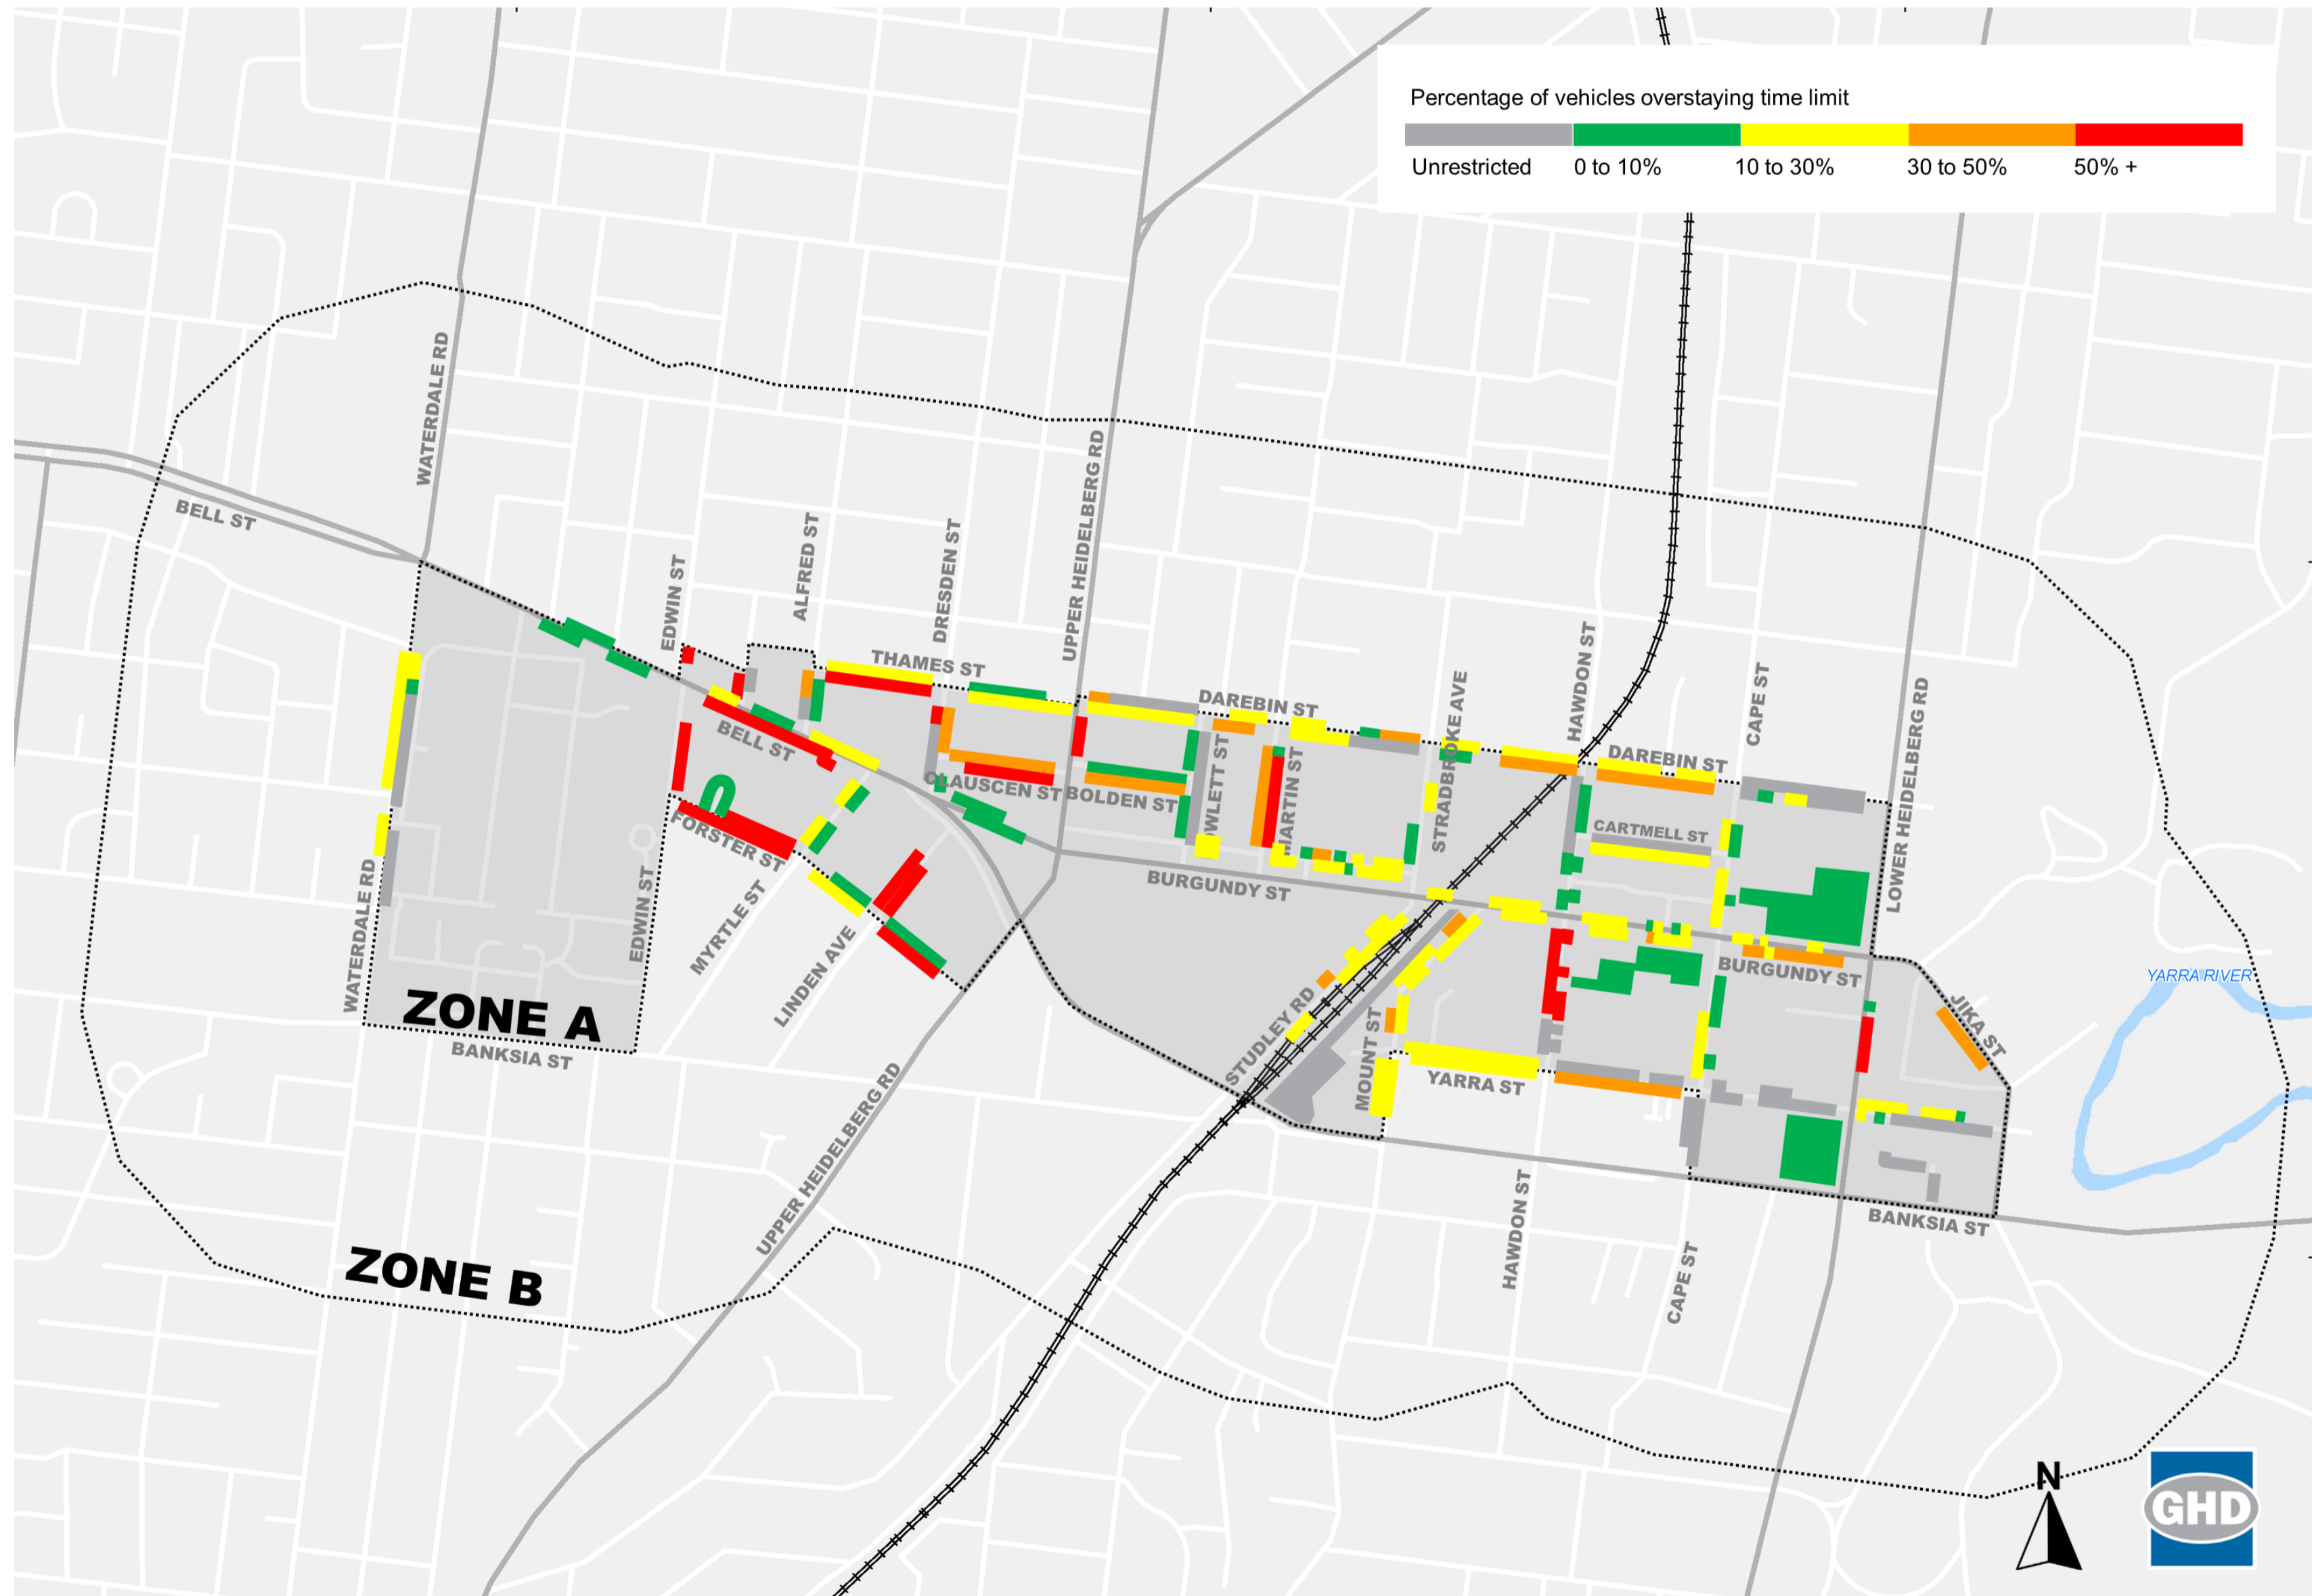 Percentage of vehicles overstaying time limit
Unrestricted 0 to 10% 10 to 30% 30 to 50% 50% +
WATERDALE RD
BELL ST
UPPER HEIDELBERG RD
ALFRED ST
DRESDEN ST
EDWIN ST
THAMES ST
DAREBIN ST
HAWDON ST
STRADBROKE AVE
CAPE ST
LOWER HEIDELBERG RD
BELL ST
DAREBIN ST
CLAUSCEN ST
BOLDEN ST
OWLETT ST
MARTIN ST
CARTMELL ST
FORSTER ST
BURGUNDY ST
WATERDALE RD
EDWIN ST
MYRTLE ST
LINDEN AVE
BURGUNDY ST
YARRA RIVER
JIKA ST
ZONE A
BANKSIA ST
STUDLEY RD
MOUNT ST
YARRA ST
UPPER HEIDELBERG RD
HAWDON ST
CAPE ST
BANKSIA ST
ZONE B
N
GHD